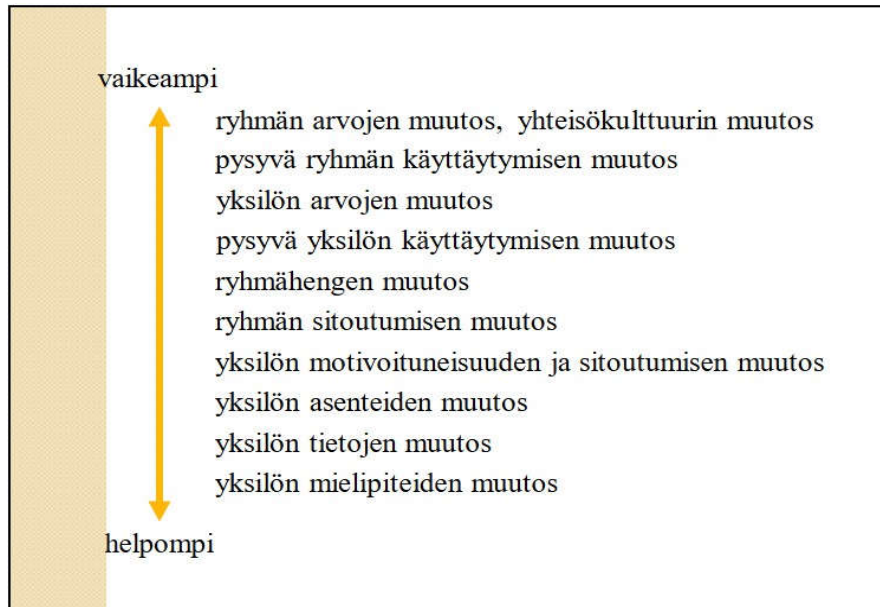 vaikeampi
ryhmän arvojen muutos, yhteisökulttuurin muutos
pysyvä ryhmän käyttäytymisen muutos
yksilön arvojen muutos
pysyvä yksilön käyttäytymisen muutos
ryhmähengen muutos
ryhmän sitoutumisen muutos
yksilön motivoituneisuuden ja sitoutumisen muutos
yksilön asenteiden muutos
yksilön tietojen muutos
yksilön mielipiteiden muutos
helpompi